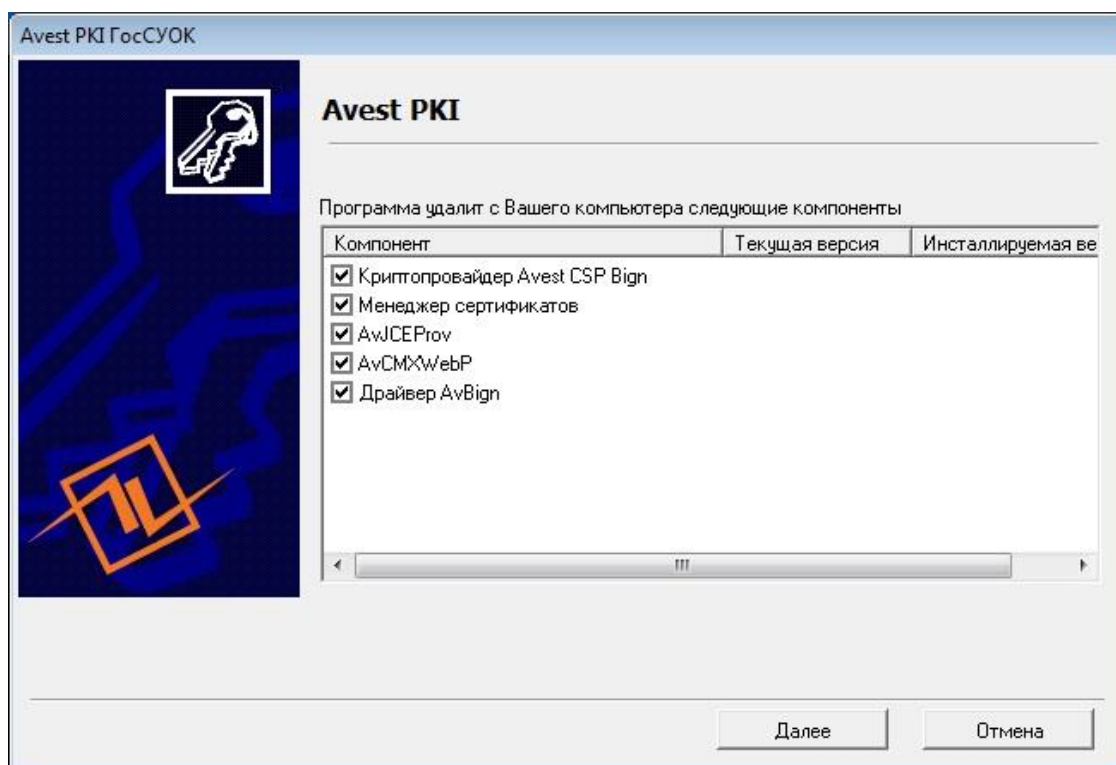 Avest PKI ГосСУОК
Avest PKI
Программа удалит с Вашего компьютера следующие компоненты
Компонент Текущая версия Инсталлируемая ве
Криптопровайдер Avest CSP Bign
Менеджер сертификатов
AvJCEProv
AvCMXWebP
Драйвер AvBign
Далее Отмена